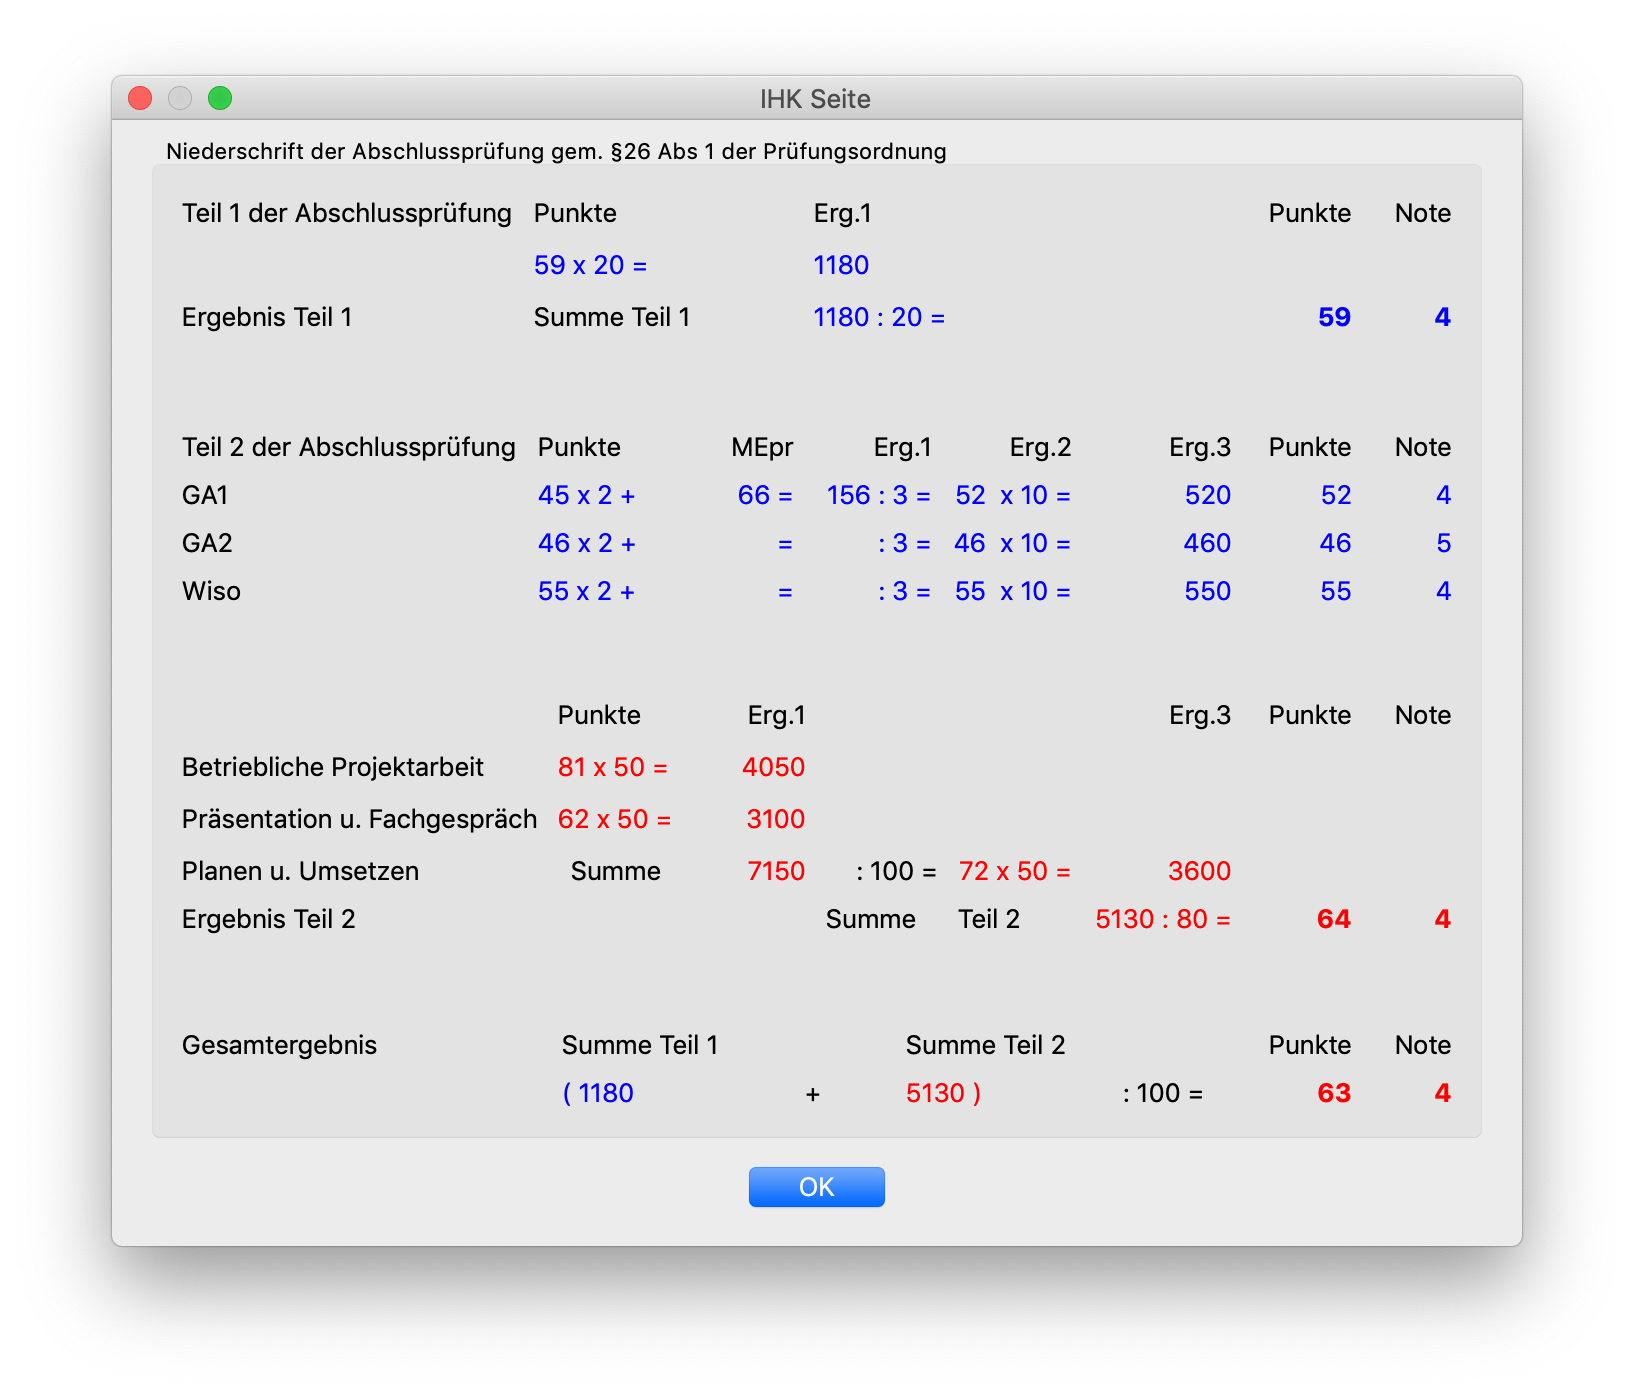 IHK Seite
Niederschrift der Abschlussprüfung gem. §26 Abs 1 der Prüfungsordnung
Teil 1 der Abschlussprüfung Punkte Erg.1 Punkte Note
59 x 20 = 1180
Ergebnis Teil 1 Summe Teil 1 1180 : 20 = 59 4
Teil 2 der Abschlussprüfung Punkte MEpr Erg.1 Erg.2 Erg.3 Punkte Note
GA1 45 x 2 + 66 = 156 : 3 = 52 x 10 = 520 52 4
GA2 46 x 2 + = : 3 = 46 x 10 = 460 46 5
Wiso 55 x 2 + = : 3 = 55 x 10 = 550 55 4
Punkte Erg.1 Erg.3 Punkte Note
Betriebliche Projektarbeit 81 x 50 = 4050
Präsentation u. Fachgespräch 62 x 50 = 3100
Planen u. Umsetzen Summe 7150 : 100 = 72 x 50 = 3600
Ergebnis Teil 2 Summe Teil 2 5130 : 80 = 64 4
Gesamtergebnis Summe Teil 1 Summe Teil 2 Punkte Note
( 1180 + 5130 ) : 100 = 63 4
OK